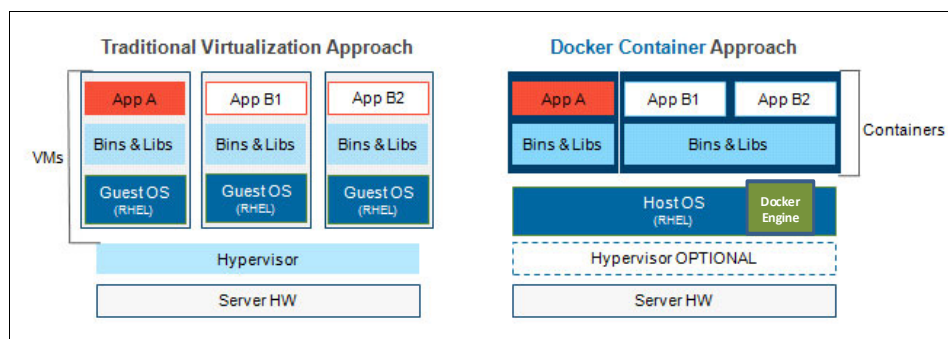 Traditional Virtualization Approach
VMs
App A
Bins & Libs
Guest OS
(RHEL)
App B1
Bins & Libs
Guest OS
(RHEL)
App B2
Bins & Libs
Guest OS
(RHEL)
Hypervisor
Server HW
Docker Container Approach
App A
App B1
App B2
Bins & Libs
Bins & Libs
Containers
Host OS
(RHEL)
Docker
Engine
Hypervisor OPTIONAL
Server HW